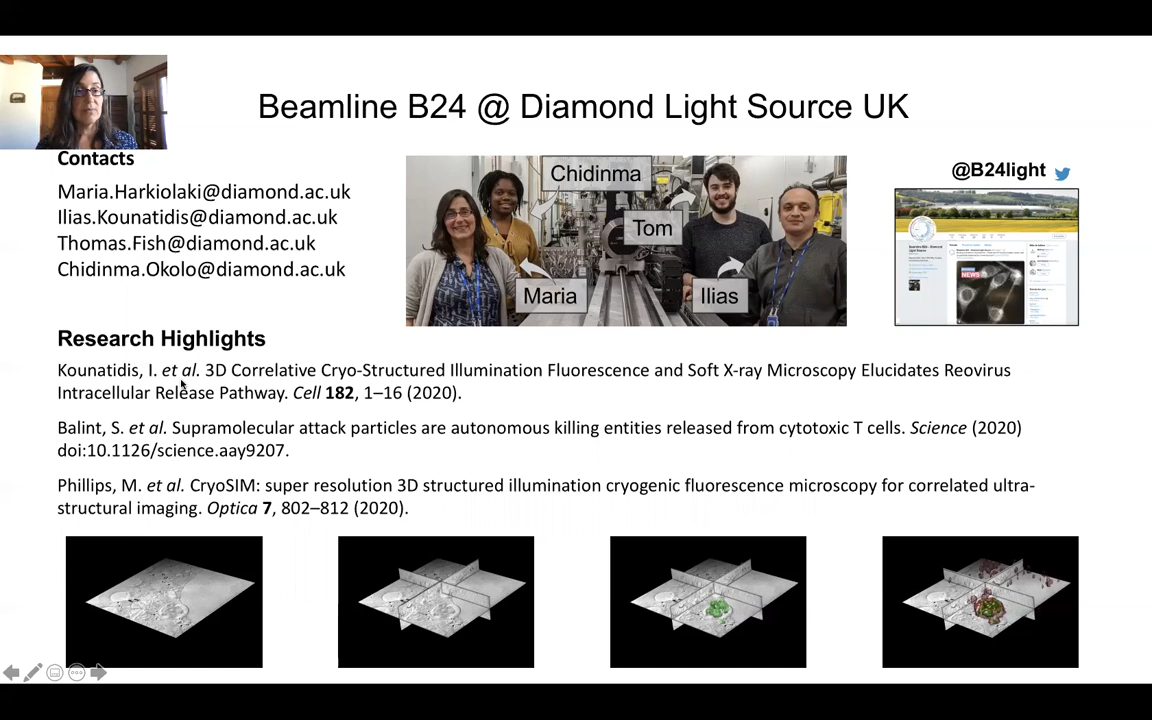 Beamline B24 @ Diamond Light Source UK
Contacts
Maria.Harkiolaki@diamond.ac.uk
Ilias.Kounatidis@diamond.ac.uk
Thomas.Fish@diamond.ac.uk
Chidinma.Okolo@diamond.ac.uk
Chidinma
Tom
Maria
Ilias
@B24light
NEWS
Research Highlights
Kounatidis, I. et al. 3D Correlative Cryo-Structured Illumination Fluorescence and Soft X-ray Microscopy Elucidates Reovirus
Intracellular Release Pathway. Cell 182, 1–16 (2020).
Balint, S. et al. Supramolecular attack particles are autonomous killing entities released from cytotoxic T cells. Science (2020)
doi:10.1126/science.aay9207.
Phillips, M. et al. CryoSIM: super resolution 3D structured illumination cryogenic fluorescence microscopy for correlated ultra-
structural imaging. Optica 7, 802–812 (2020).